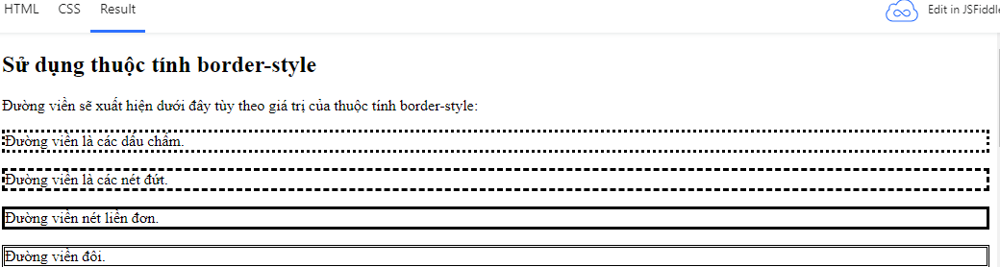 HTML CSS Result Edit in JSFiddle
Sử dụng thuộc tính border-style
Đường viền sẽ xuất hiện dưới đây tùy theo giá trị của thuộc tính border-style:
Đường viền là các dấu chấm.
Đường viền là các nét đứt.
Đường viền nét liền đơn.
Đường viền đôi.